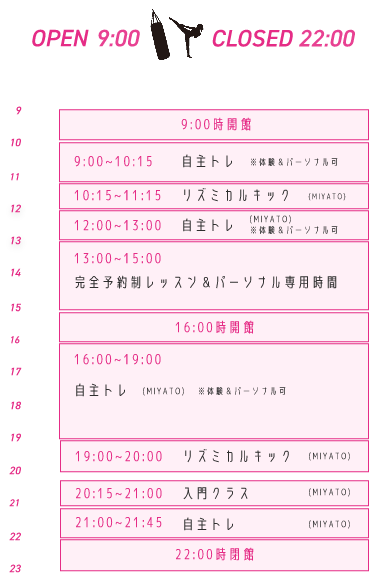 OPEN 9:00 CLOSED 22:00
9
9:00時開館
10
9:00~10:15 自主トレ ※体験＆パーソナル可
11
10:15~11:15 リズミカルキック (MIYATO)
12
12:00~13:00 自主トレ (MIYATO)
※体験＆パーソナル可
13
13:00~15:00
14
完全予約制レッスン＆パーソナル専用時間
15
16:00時開館
16
16:00~19:00
17
自主トレ (MIYATO) ※体験＆パーソナル可
18
19
19:00~20:00 リズミカルキック (MIYATO)
20
20:15~21:00 入門クラス (MIYATO)
21
21:00~21:45 自主トレ (MIYATO)
22
22:00時閉館
23